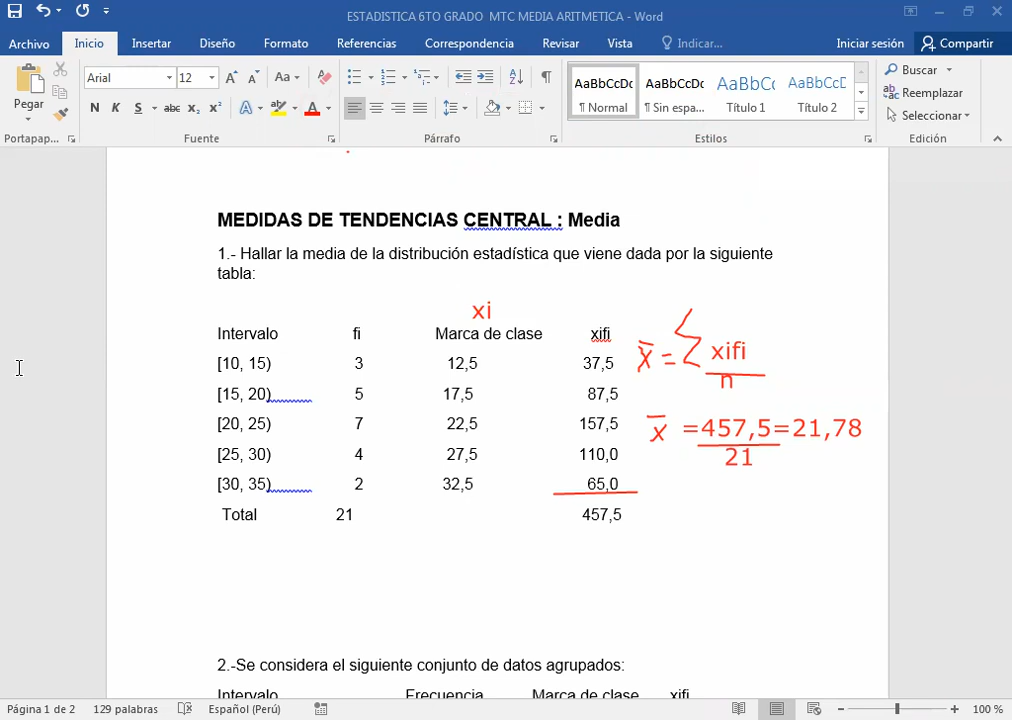 ESTADISTICA 6TO GRADO MTC MEDIA ARITMETICA - Word
Archivo Inicio Insertar Diseño Formato Referencias Correspondencia Revisar Vista Indicar... Iniciar sesión Compartir
Pegar
Arial 12 Aa
N K S abc x₂ x² A A
AaBbCcDc AaBbCcDc AaBbCcD AaBbCcD
¶ Normal ¶ Sin espa... Título 1 Título 2
Buscar
Reemplazar
Seleccionar
Portapap... Fuente Párrafo Estilos Edición
MEDIDAS DE TENDENCIAS CENTRAL : Media
1.- Hallar la media de la distribución estadística que viene dada por la siguiente
tabla:
xi
Intervalo fi Marca de clase xifi
[10, 15) 3 12,5 37,5
[15, 20) 5 17,5 87,5
[20, 25) 7 22,5 157,5
[25, 30) 4 27,5 110,0
[30, 35) 2 32,5 65,0
Total 21 457,5
x̅ = Σ xifi
n
x̅ =457,5=21,78
21
2.-Se considera el siguiente conjunto de datos agrupados:
Intervalo Frecuencia Marca de clase xifi
Página 1 de 2 129 palabras Español (Perú) 100 %